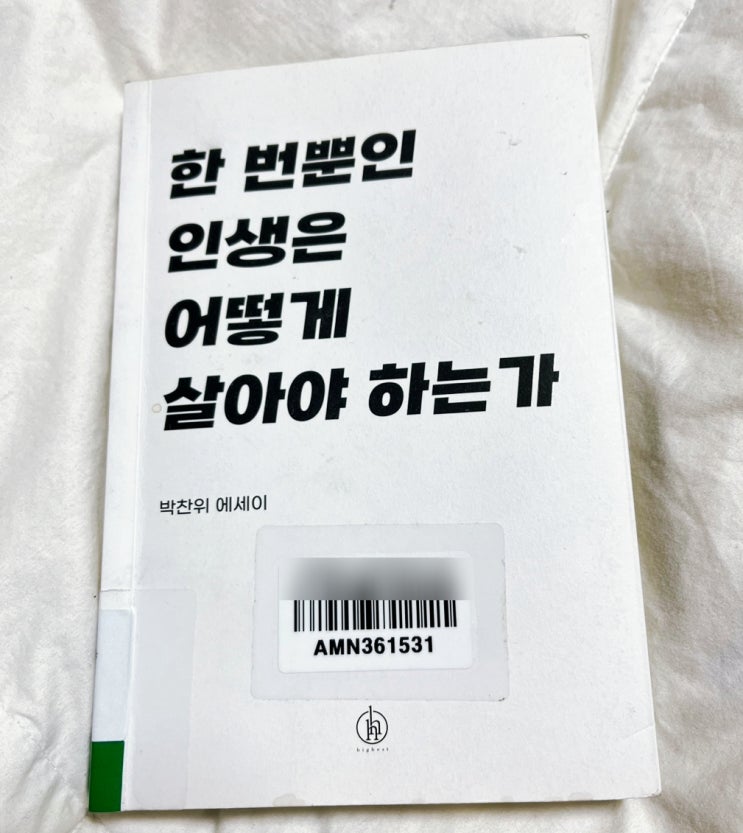 한 번뿐인
인생은
어떻게
살아야 하는가
박찬위 에세이
AMN361531
highest